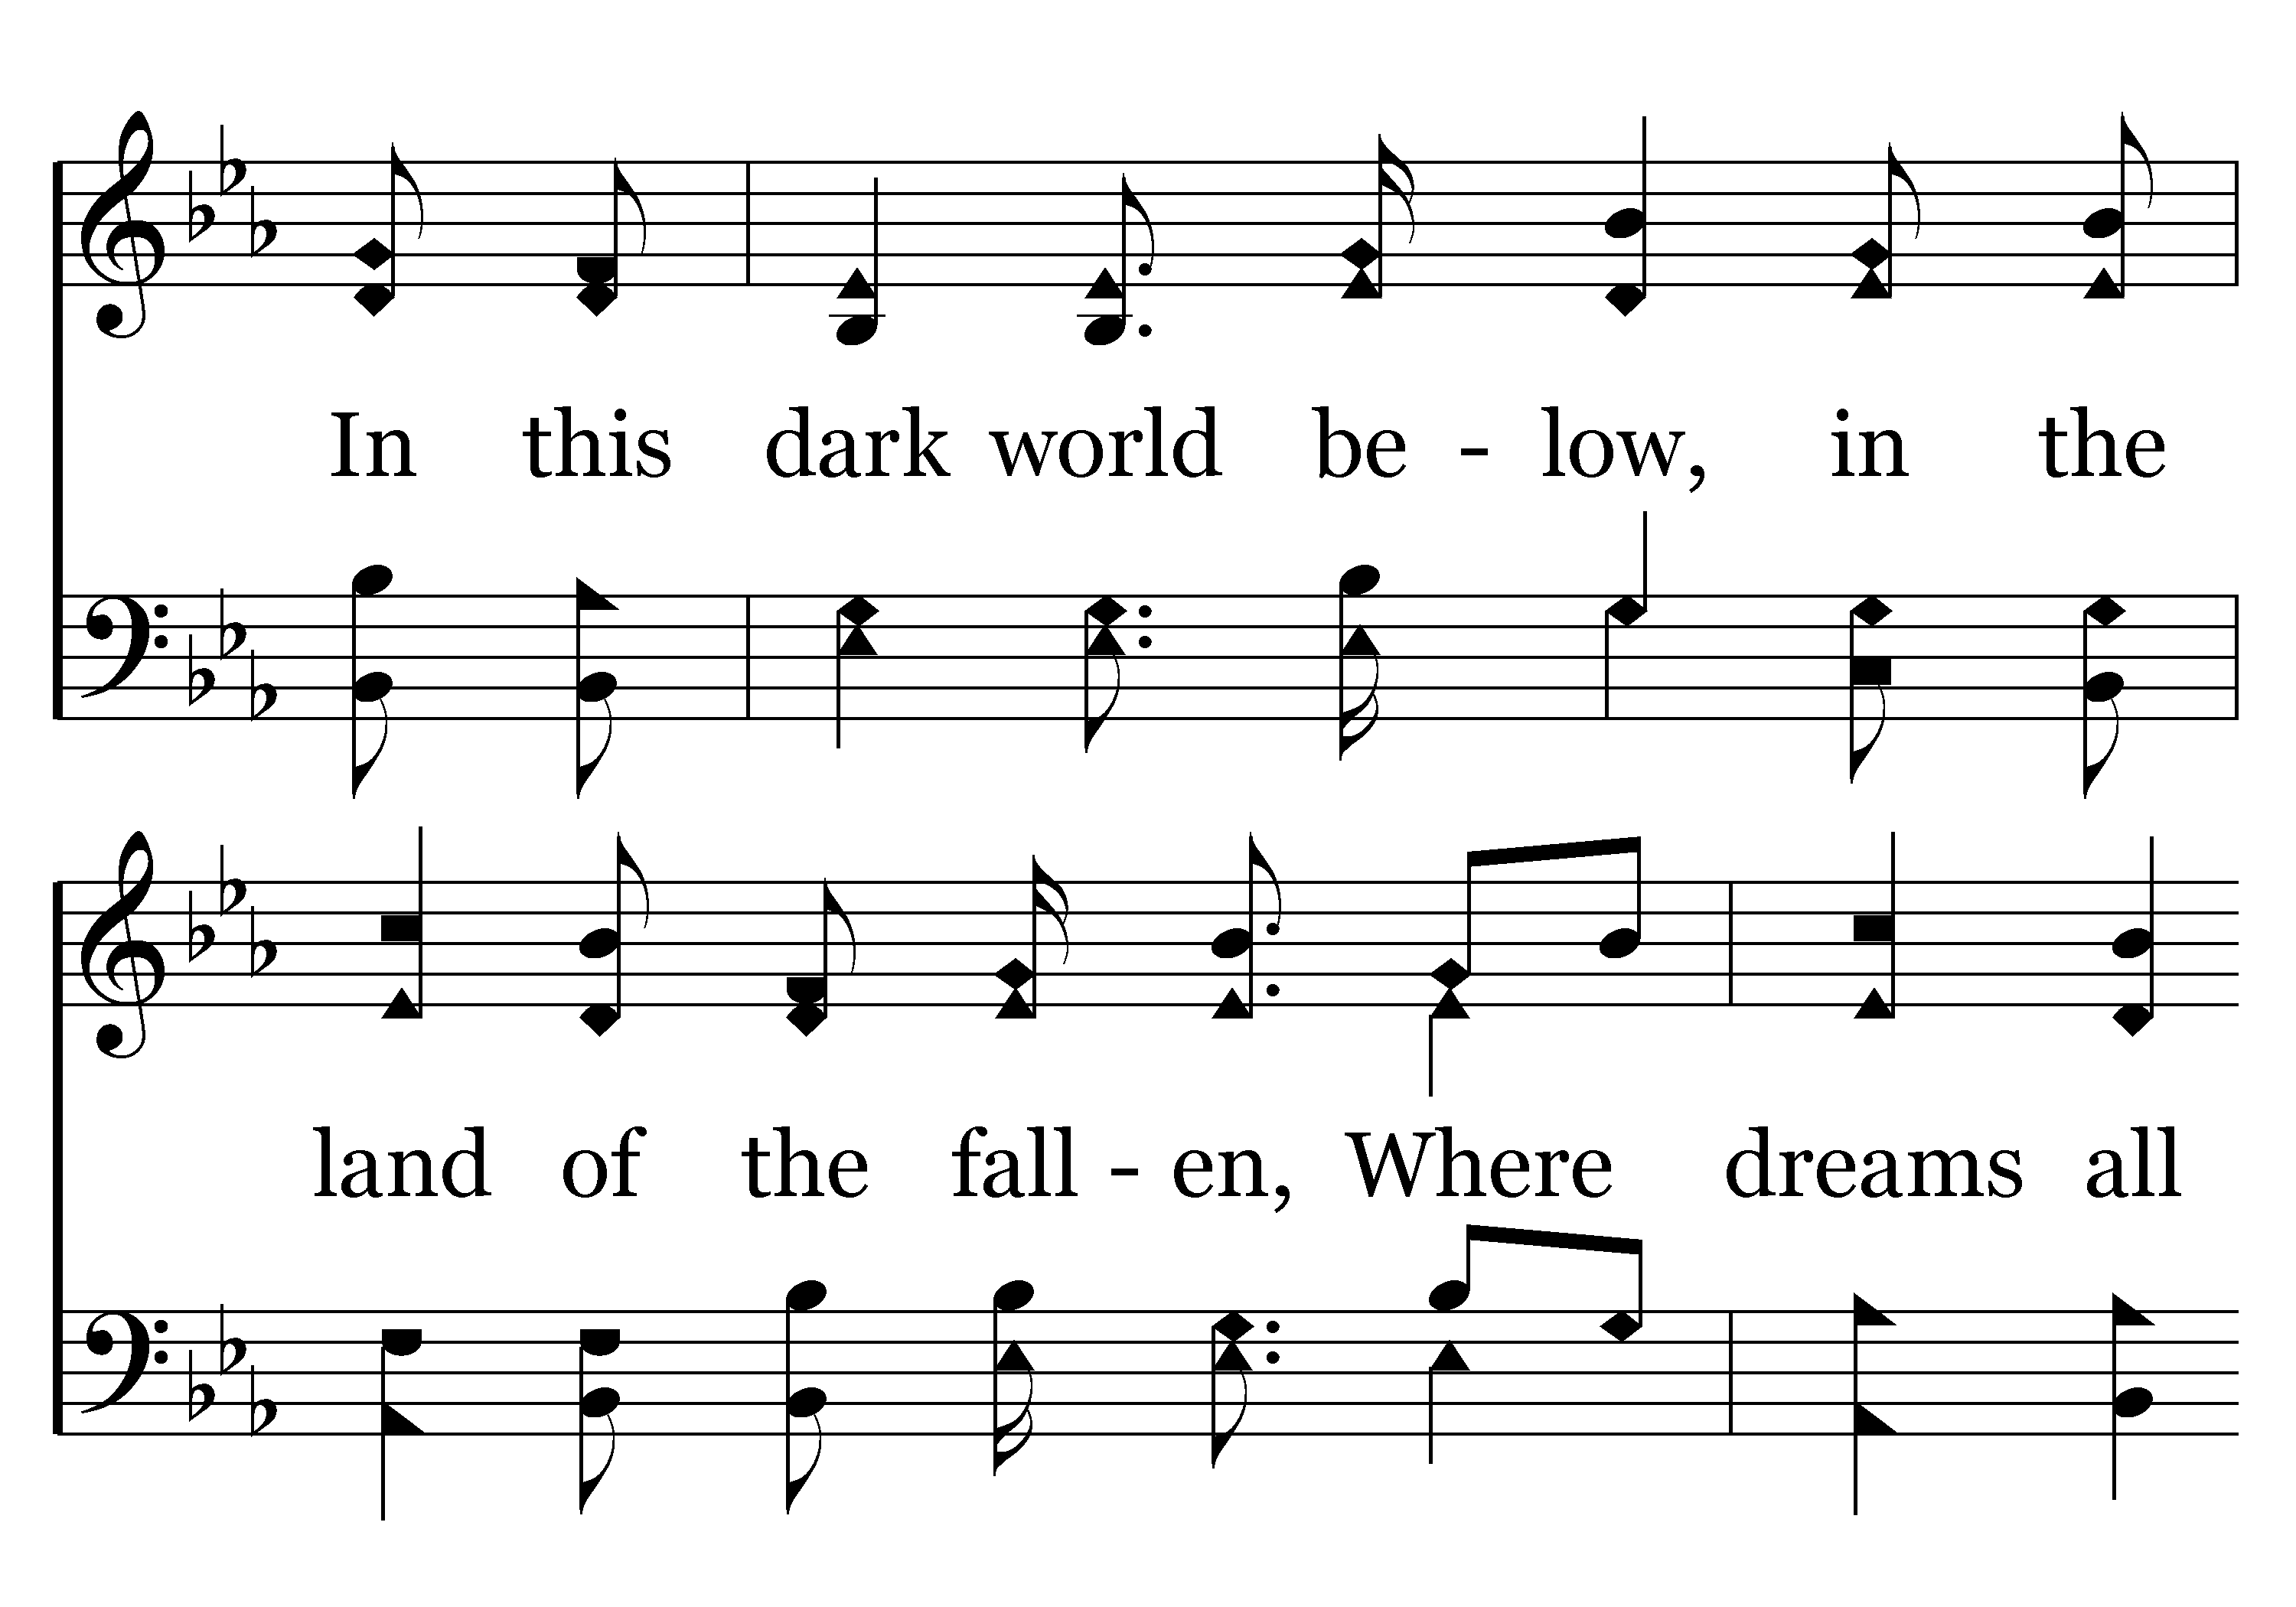 In this dark world be - low, in the
land of the fall - en, Where dreams all